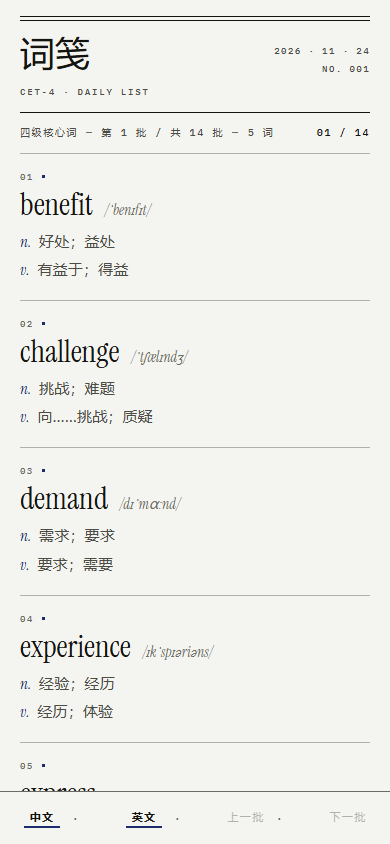 词笺
2026 · 11 · 24
NO. 001
CET-4 · DAILY LIST
四级核心词 — 第 1 批 / 共 14 批 — 5 词
01 / 14
01
benefit /ˈbenɪfɪt/
n. 好处；益处
v. 有益于；得益
02
challenge /ˈtʃælɪndʒ/
n. 挑战；难题
v. 向……挑战；质疑
03
demand /dɪˈmɑːnd/
n. 需求；要求
v. 要求；需要
04
experience /ɪkˈspɪəriəns/
n. 经验；经历
v. 经历；体验
05
中文 · 英文 · 上一批 · 下一批